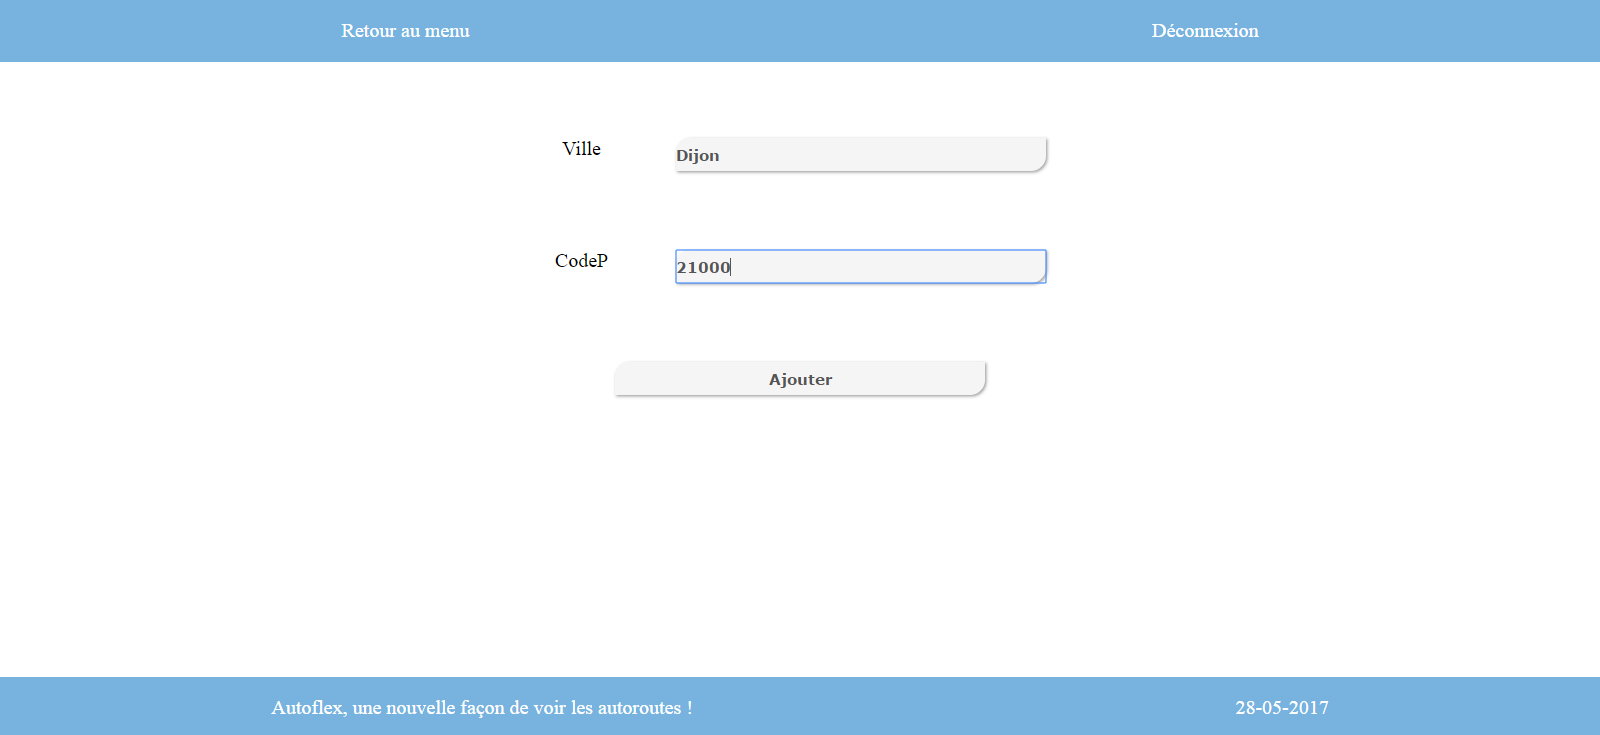 Retour au menu Déconnexion
Ville Dijon
CodeP 21000
Ajouter
Autoflex, une nouvelle façon de voir les autoroutes ! 28-05-2017